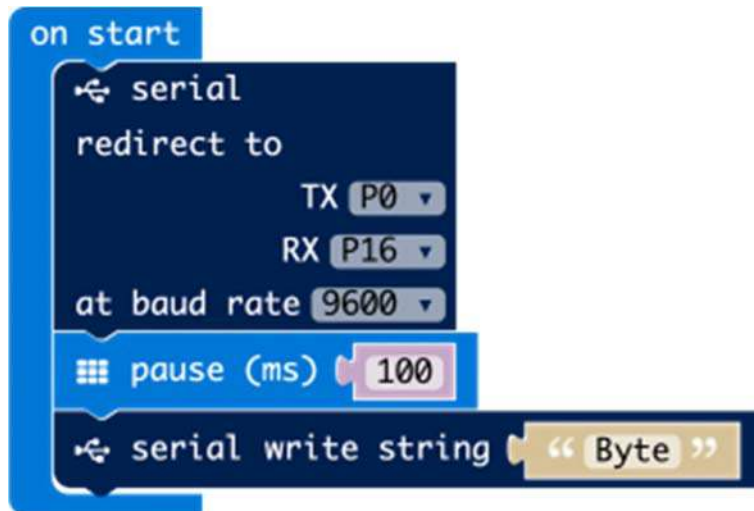 on start
serial
redirect to
TX P0
RX P16
at baud rate 9600
pause (ms) 100
serial write string “ Byte ”